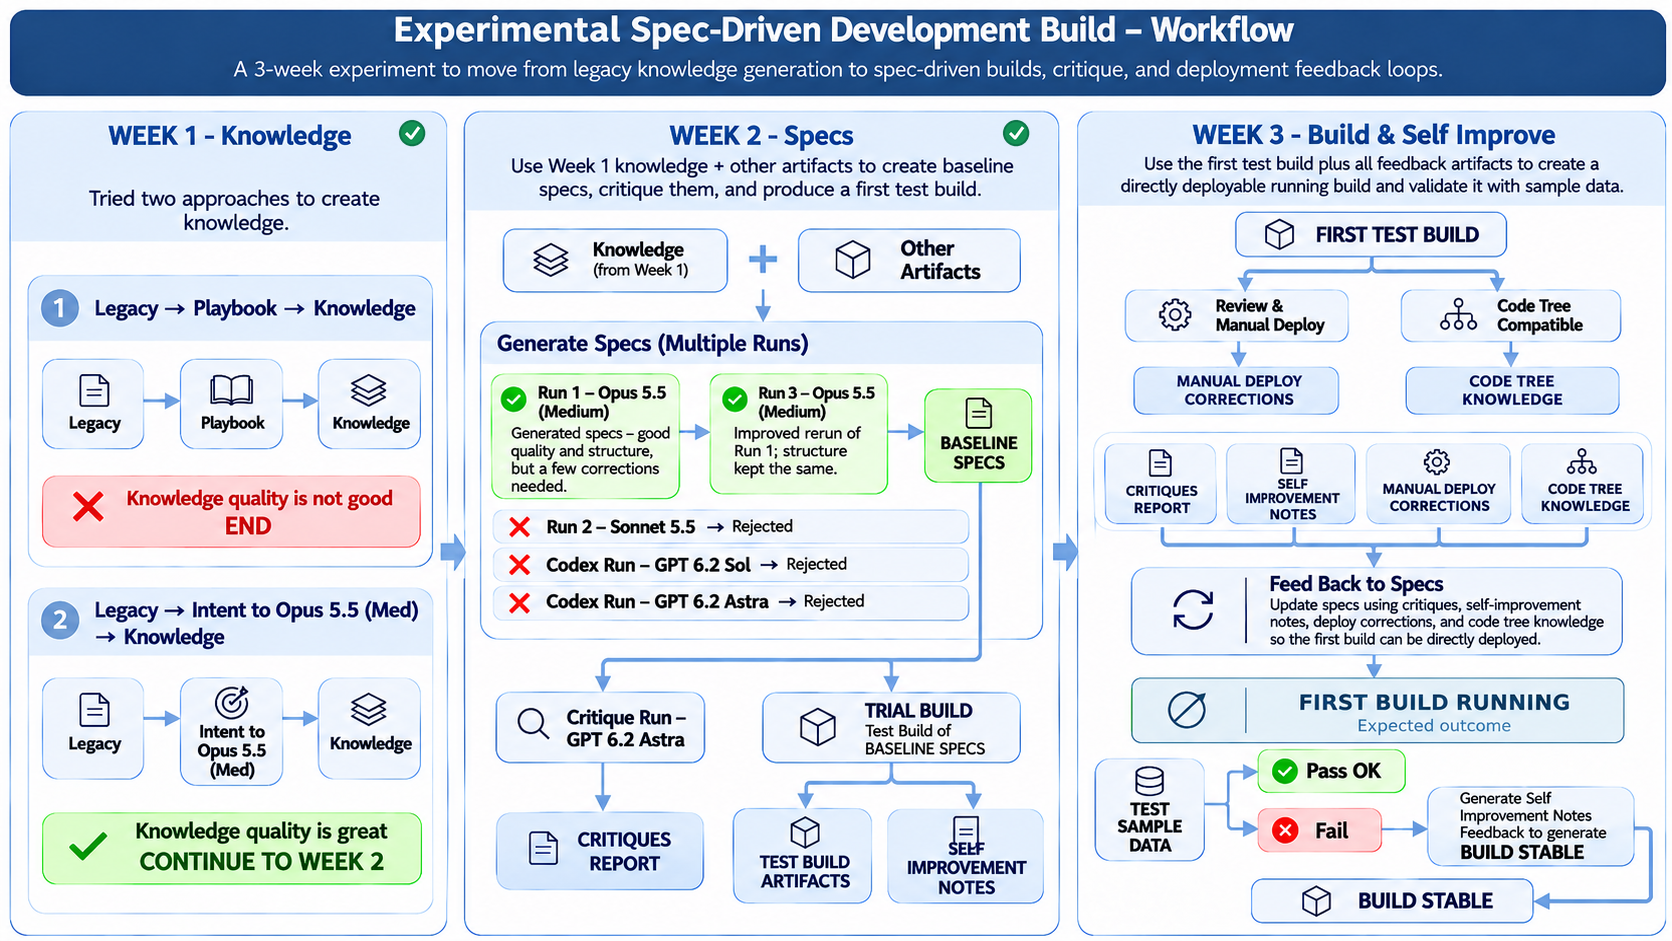 Experimental Spec-Driven Development Build – Workflow
A 3-week experiment to move from legacy knowledge generation to spec-driven builds, critique, and deployment feedback loops.
WEEK 1 - Knowledge
Tried two approaches to create
knowledge.
1
Legacy → Playbook → Knowledge
Legacy
Playbook
Knowledge
Knowledge quality is not good
END
2
Legacy → Intent to Opus 5.5 (Med)
→ Knowledge
Legacy
Intent to
Opus 5.5
(Med)
Knowledge
Knowledge quality is great
CONTINUE TO WEEK 2
WEEK 2 - Specs
Use Week 1 knowledge + other artifacts to create baseline
specs, critique them, and produce a first test build.
Knowledge
(from Week 1)
+
Other
Artifacts
Generate Specs (Multiple Runs)
Run 1 – Opus 5.5
(Medium)
Generated specs – good
quality and structure,
but a few corrections
needed.
Run 3 – Opus 5.5
(Medium)
Improved rerun of
Run 1; structure
kept the same.
BASELINE
SPECS
Run 2 – Sonnet 5.5 → Rejected
Codex Run – GPT 6.2 Sol → Rejected
Codex Run – GPT 6.2 Astra → Rejected
Critique Run –
GPT 6.2 Astra
TRIAL BUILD
Test Build of
BASELINE SPECS
CRITIQUES
REPORT
TEST BUILD
ARTIFACTS
SELF
IMPROVEMENT
NOTES
WEEK 3 - Build & Self Improve
Use the first test build plus all feedback artifacts to create a
directly deployable running build and validate it with sample data.
FIRST TEST BUILD
Review &
Manual Deploy
Code Tree
Compatible
MANUAL DEPLOY
CORRECTIONS
CODE TREE
KNOWLEDGE
CRITIQUES
REPORT
SELF
IMPROVEMENT
NOTES
MANUAL DEPLOY
CORRECTIONS
CODE TREE
KNOWLEDGE
Feed Back to Specs
Update specs using critiques, self-improvement
notes, deploy corrections, and code tree knowledge
so the first build can be directly deployed.
FIRST BUILD RUNNING
Expected outcome
TEST
SAMPLE
DATA
Pass OK
Fail
Generate Self
Improvement Notes
Feedback to generate
BUILD STABLE
BUILD STABLE